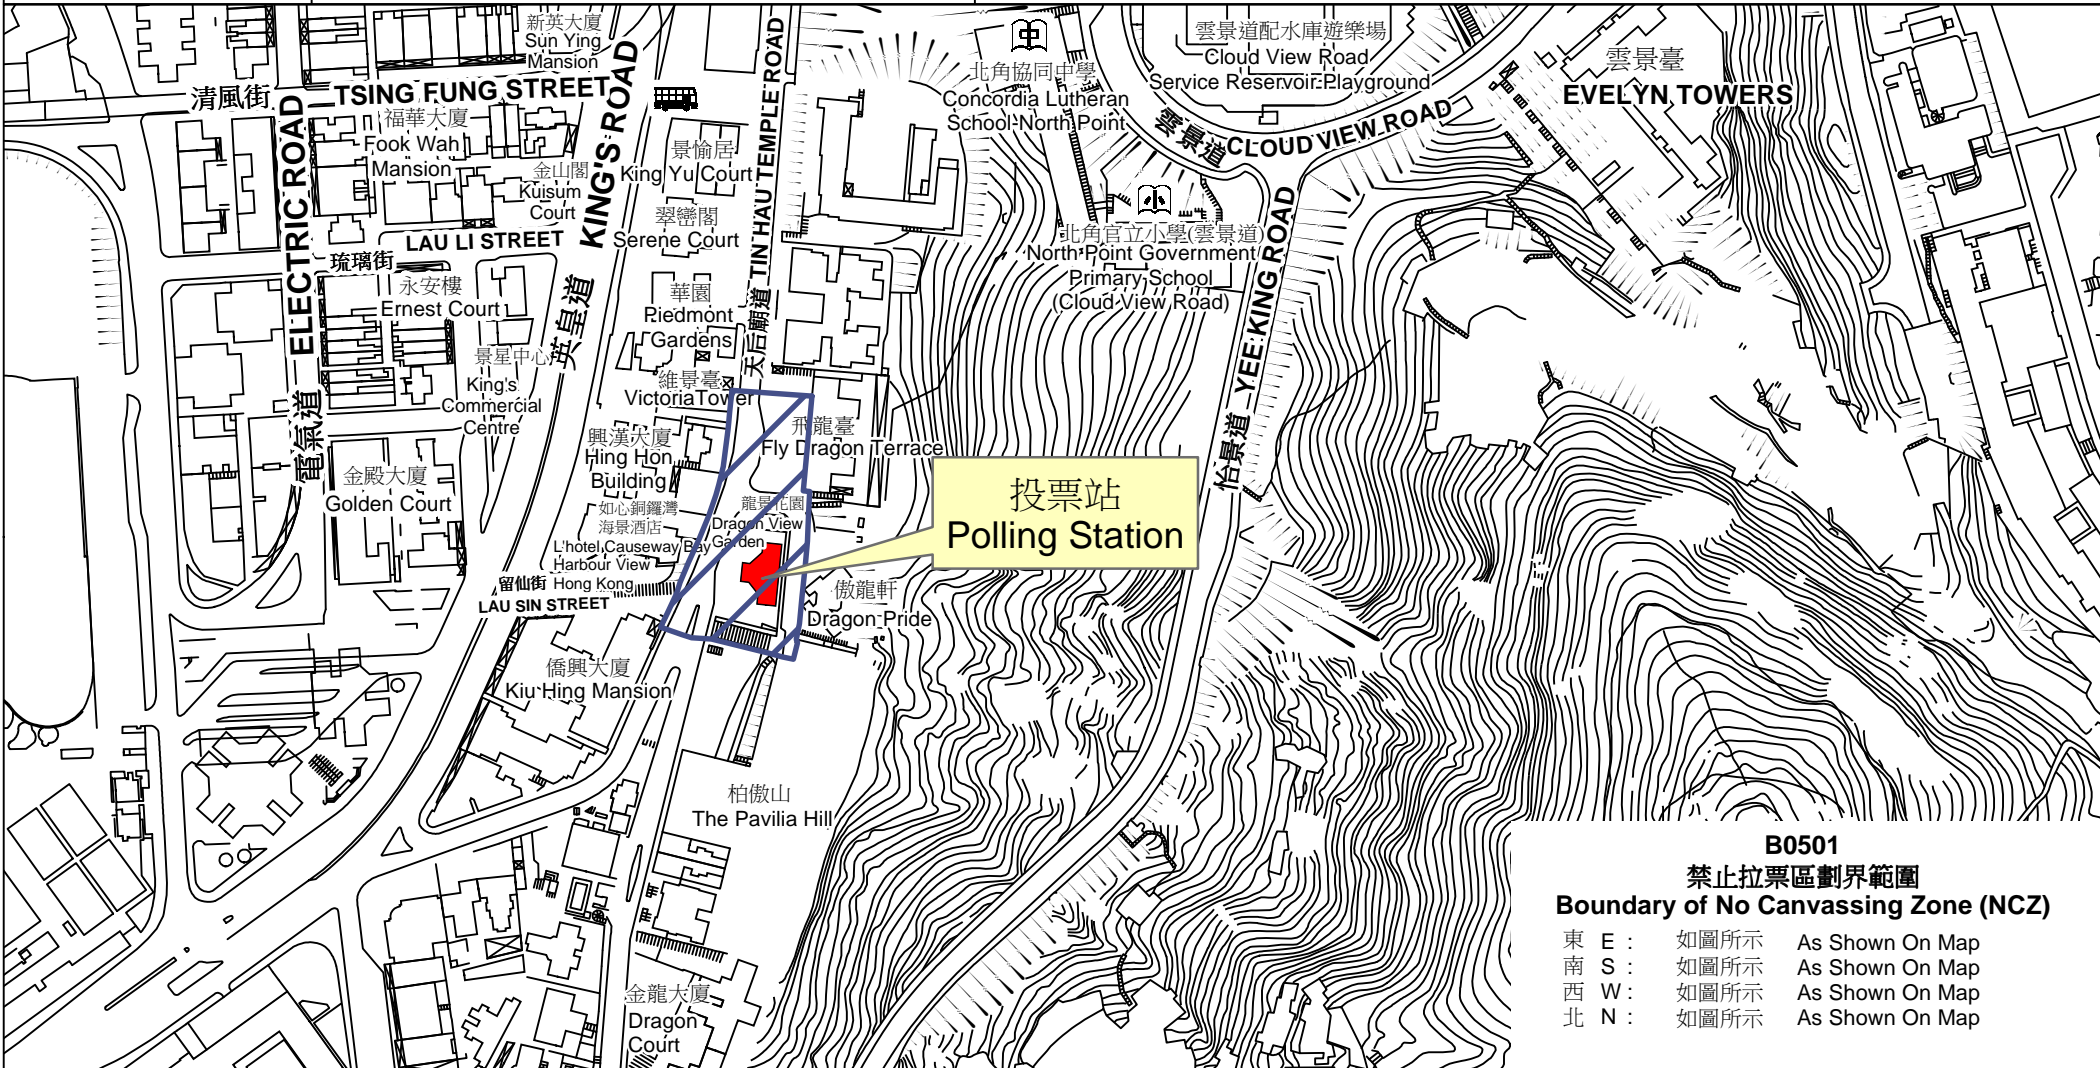 新英大廈
Sun Ying
Mansion
清風街
TSING FUNG STREET
ELECTRIC ROAD
電氣道
KING'S ROAD
英皇道
TIN HAU TEMPLE ROAD
天后廟道
福華大廈
Fook Wah
Mansion
金山閣
Kuisum
Court
景愉居
King Yu Court
翠巒閣
Serene Court
LAU LI STREET
琉璃街
永安樓
Ernest Court
華園
Piedmont
Gardens
景星中心
King's
Commercial
Centre
維景臺
VictoriaTower
興漢大廈
Hing Hon
Building
金殿大廈
Golden Court
如心銅鑼灣
海景酒店
L'hotel Causeway Bay
Harbour View
Hong Kong
留仙街
LAU SIN STREET
飛龍臺
Fly Dragon Terrace
龍景花園
Dragon View
Garden
投票站
Polling Station
傲龍軒
Dragon Pride
僑興大廈
Kiu Hing Mansion
柏傲山
The Pavilia Hill
金龍大廈
Dragon
Court
中
北角協同中學
Concordia Lutheran
School-North Point
雲景道配水庫遊樂場
Cloud View Road
Service Reservoir Playground
雲景道
CLOUD VIEW ROAD
雲景臺
EVELYN TOWERS
小
北角官立小學(雲景道)
North Point Government
Primary School
(Cloud View Road)
怡景道
YEE KING ROAD
B0501
禁止拉票區劃界範圍
Boundary of No Canvassing Zone (NCZ)
東 E : 如圖所示 As Shown On Map
南 S : 如圖所示 As Shown On Map
西 W : 如圖所示 As Shown On Map
北 N : 如圖所示 As Shown On Map